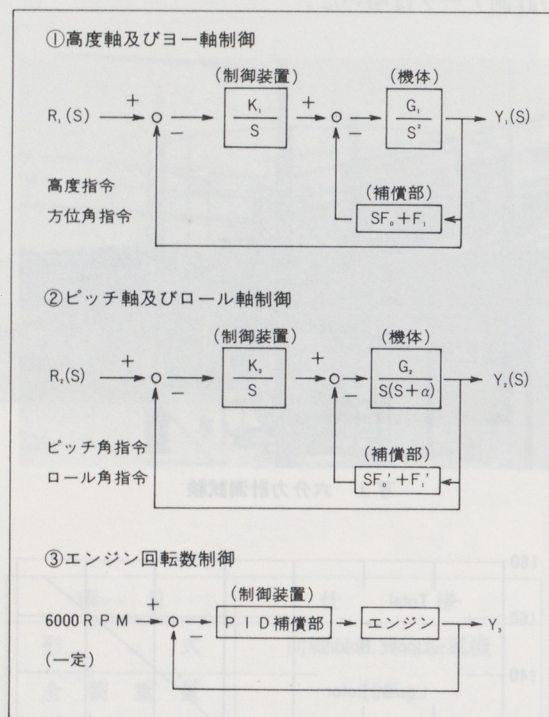 ①高度軸及びヨー軸制御
(制御装置) (機体)
R₁(S) + − K₁/S + − G₁/S² Y₁(S)
高度指令
方位角指令
(補償部)
SF₀+F₁
②ピッチ軸及びロール軸制御
(制御装置) (機体)
R₂(S) + − K₂/S + G₂/S(S+α) Y₂(S)
ピッチ角指令
ロール角指令
(補償部)
SF₀'+F₁'
③エンジン回転数制御
(制御装置)
6000RPM + − PID補償部 エンジン Y₃
(一定)